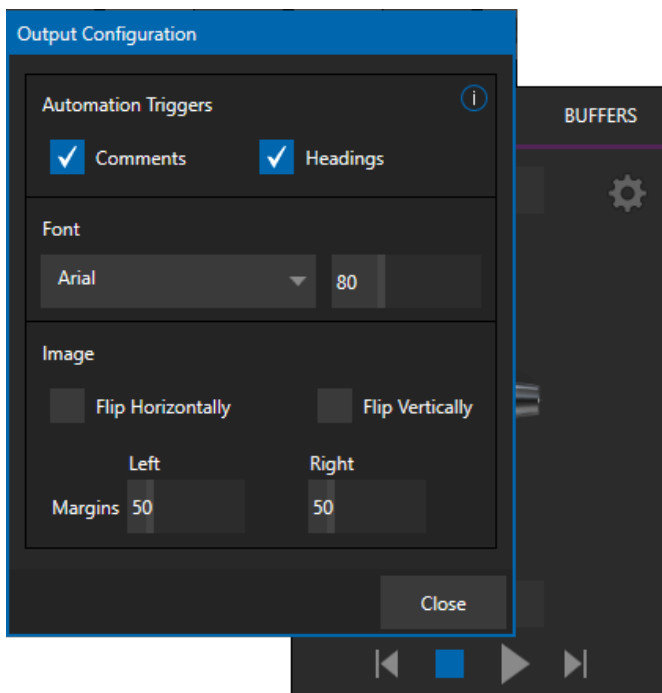 Output Configuration
BUFFERS
Automation Triggers
Comments Headings
Font
Arial 80
Image
Flip Horizontally Flip Vertically
Left Right
Margins 50 50
Close